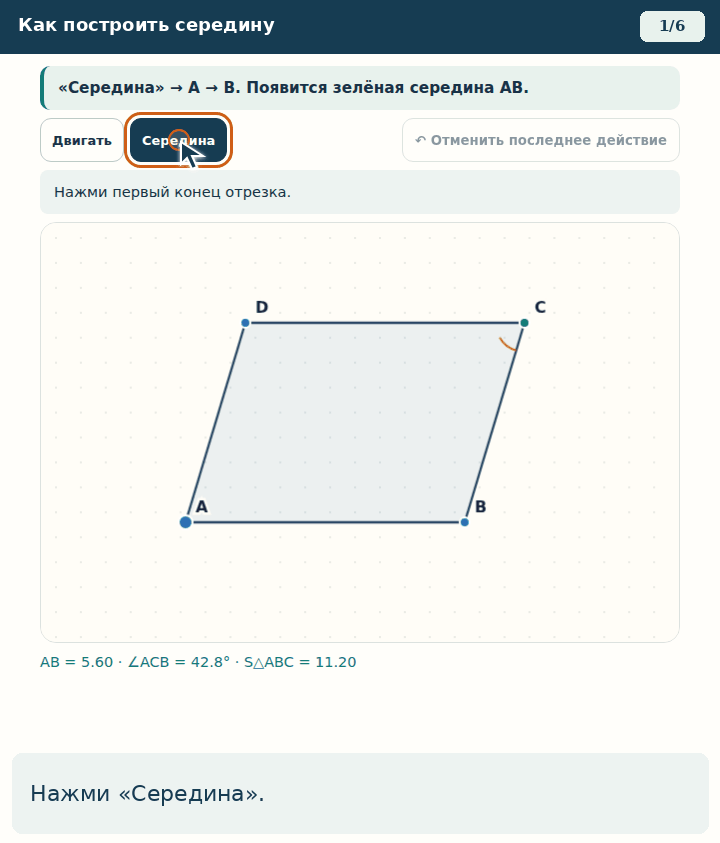 Как построить середину
1/6
«Середина» → A → B. Появится зелёная середина AB.
Двигать
Середина
↶ Отменить последнее действие
Нажми первый конец отрезка.
D
C
A
B
AB = 5.60 · ∠ACB = 42.8° · S△ABC = 11.20
Нажми «Середина».